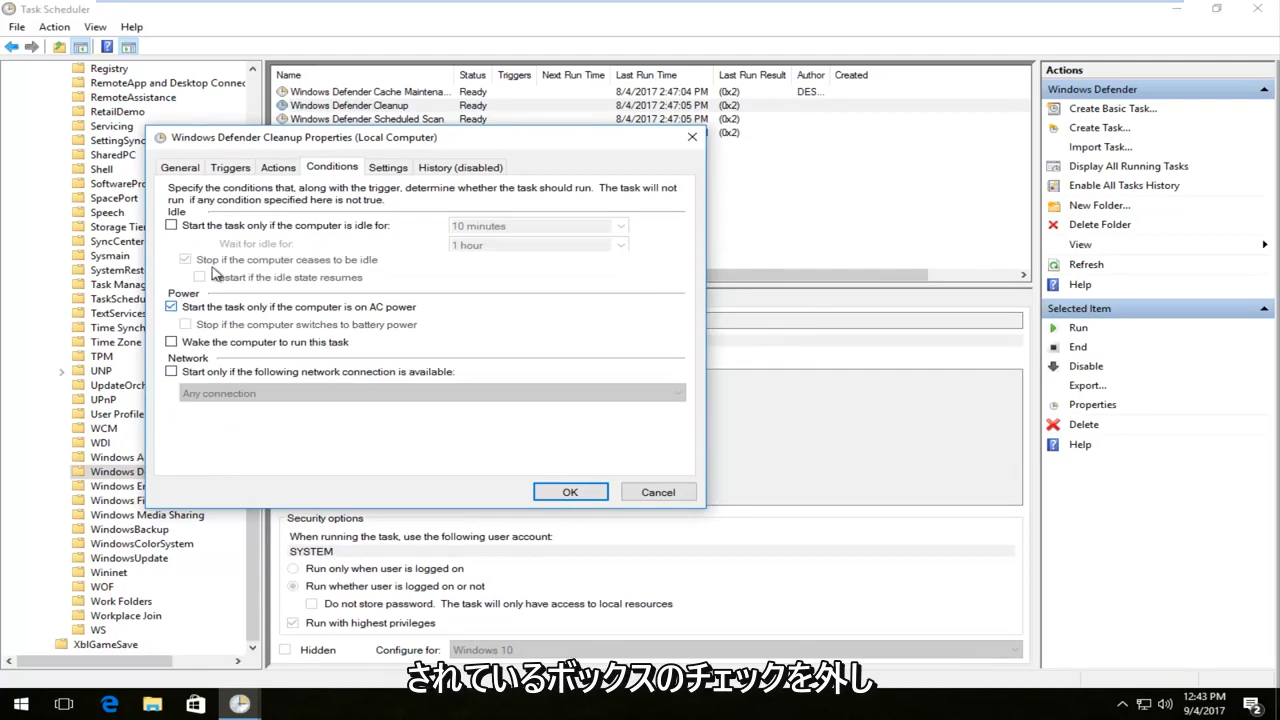 Task Scheduler
File Action View Help
Registry
RemoteApp and Desktop Connec
RemoteAssistance
RetailDemo
Servicing
SettingSync
SharedPC
Shell
SoftwarePro
SpacePort
Speech
Storage Tier
SyncCenter
Sysmain
SystemRest
Task Manag
TaskSchedu
TextServices
Time Synch
Time Zone
TPM
UNP
UpdateOrch
UPnP
User Profile
WCM
WDI
Windows A
Windows D
Windows Er
Windows Fi
Windows Media Sharing
WindowsBackup
WindowsColorSystem
WindowsUpdate
Wininet
WOF
Work Folders
Workplace Join
WS
XblGameSave
Name Status Triggers Next Run Time Last Run Time Last Run Result Author Created
Windows Defender Cache Maintena... Ready 8/4/2017 2:47:04 PM (0x2) DES...
Windows Defender Cleanup Ready 8/4/2017 2:47:05 PM (0x2)
Windows Defender Scheduled Scan Ready 8/4/2017 2:47:05 PM (0x2)
(0x2)
Windows Defender Cleanup Properties (Local Computer)
General Triggers Actions Conditions Settings History (disabled)
Specify the conditions that, along with the trigger, determine whether the task should run. The task will not
run if any condition specified here is not true.
Idle
Start the task only if the computer is idle for: 10 minutes
Wait for idle for: 1 hour
Stop if the computer ceases to be idle
if the idle state resumes
Power
Start the task only if the computer is on AC power
Stop if the computer switches to battery power
Wake the computer to run this task
Network
Start only if the following network connection is available:
Any connection
OK Cancel
Security options
When running the task, use the following user account:
SYSTEM
Run only when user is logged on
Run whether user is logged on or not
Do not store password. The task will only have access to local resources
Run with highest privileges
Hidden Configure for: Windows 10
Actions
Windows Defender
Create Basic Task...
Create Task...
Import Task...
Display All Running Tasks
Enable All Tasks History
New Folder...
Delete Folder
View
Refresh
Help
Selected Item
Run
End
Disable
Export...
Properties
Delete
Help
されているボックスのチェックを外し
12:43 PM
9/4/2017
2